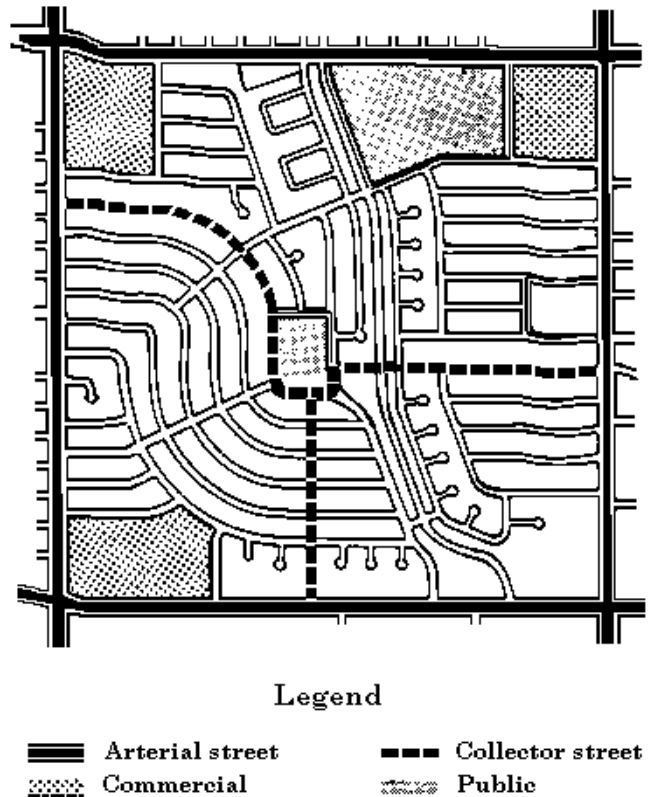 Legend
Arterial street
Collector street
Commercial
Public